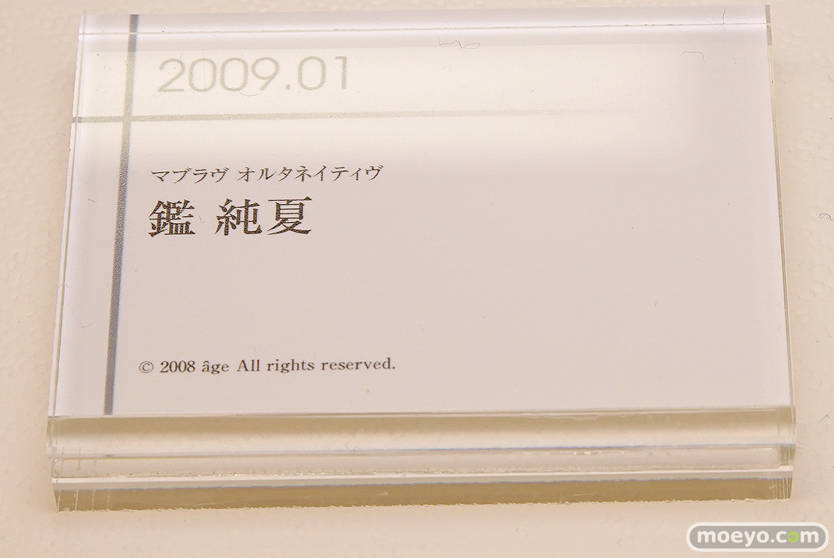 2009.01
マブラヴ オルタネイティヴ
鑑 純夏
© 2008 âge All rights reserved.
moeyo.com